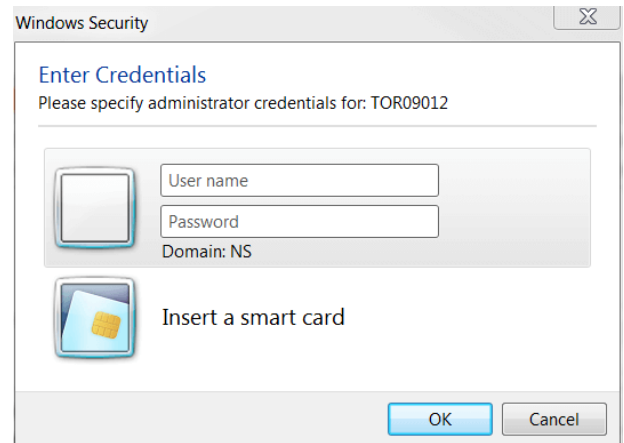 Windows Security
Enter Credentials
Please specify administrator credentials for: TOR09012
User name
Password
Domain: NS
Insert a smart card
OK
Cancel